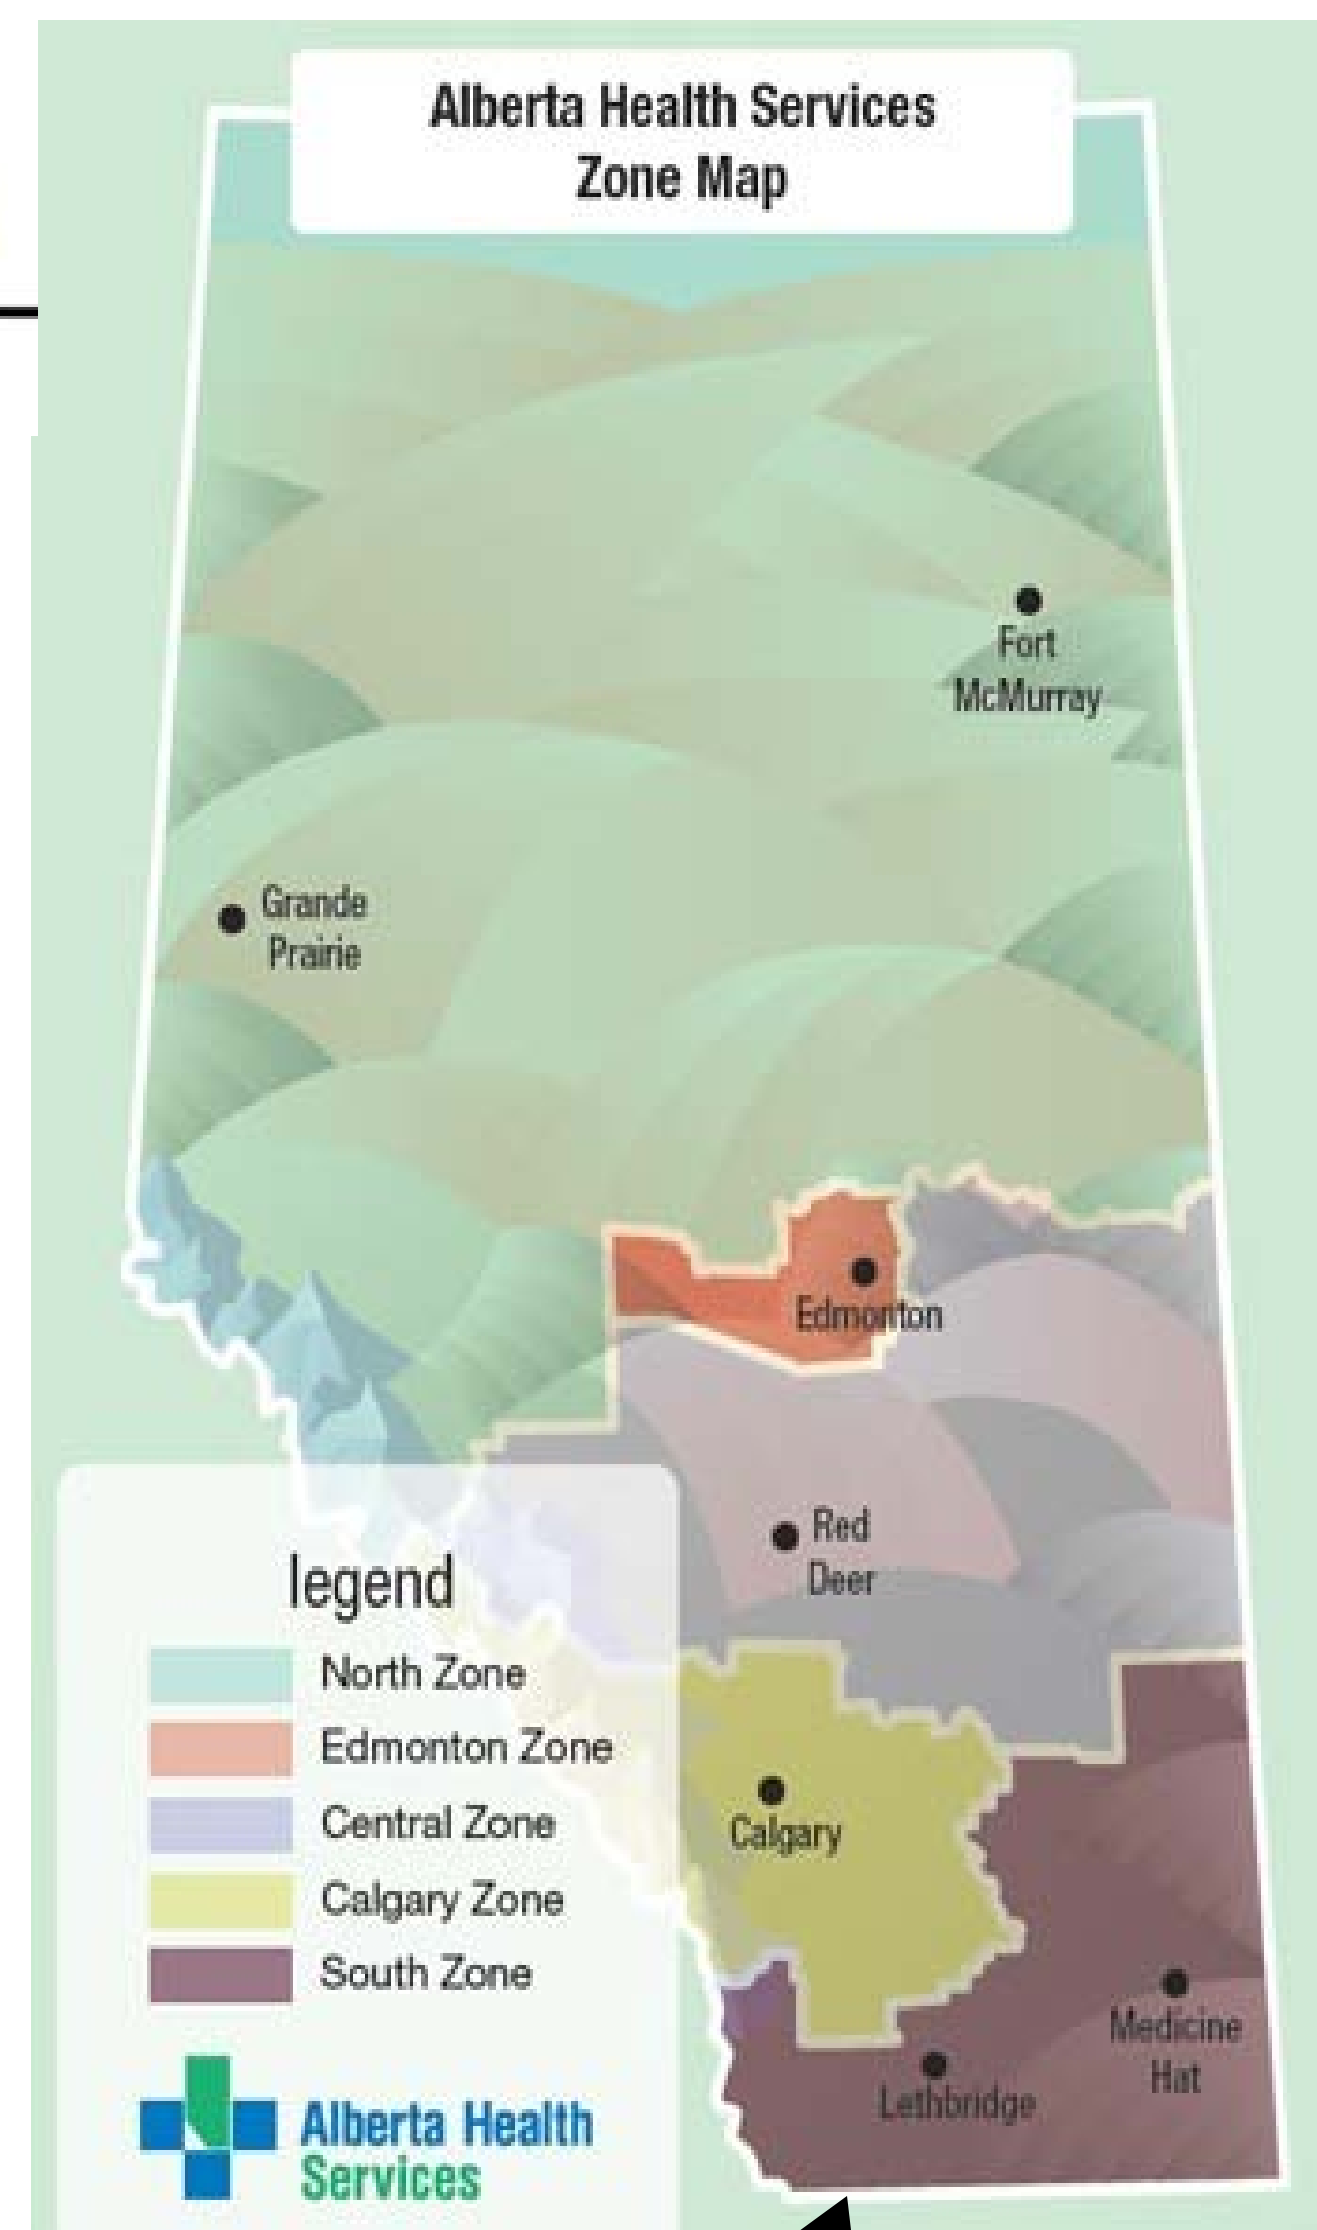 Alberta Health Services
Zone Map
Fort
McMurray
Grande
Prairie
Edmonton
Red
Deer
legend
North Zone
Edmonton Zone
Central Zone
Calgary Zone
South Zone
Calgary
Medicine
Hat
Lethbridge
Alberta Health
Services